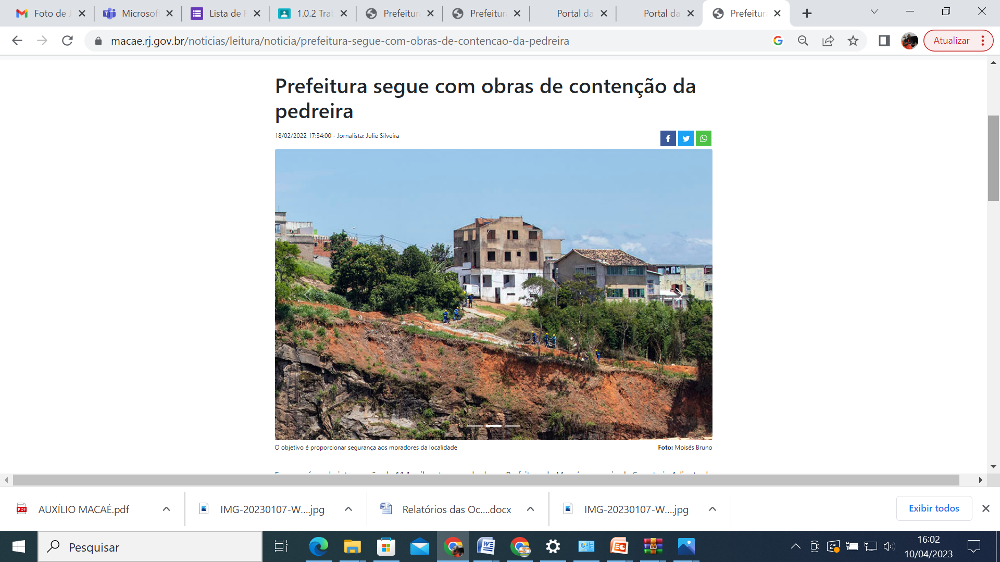 Foto de J
Microsof
Lista de F
1.0.2 Tral
Prefeitur
Prefeitur
Portal da
Portal da
Prefeitur
macae.rj.gov.br/noticias/leitura/noticia/prefeitura-segue-com-obras-de-contencao-da-pedreira
Atualizar
Prefeitura segue com obras de contenção da
pedreira
18/02/2022 17:34:00 - Jornalista: Julie Silveira
O objetivo é proporcionar segurança aos moradores da localidade
Foto: Moisés Bruno
PDF
AUXÍLIO MACAÉ.pdf
IMG-20230107-W....jpg
Relatórios das Oc....docx
IMG-20230107-W....jpg
Exibir todos
Pesquisar
16:02
10/04/2023